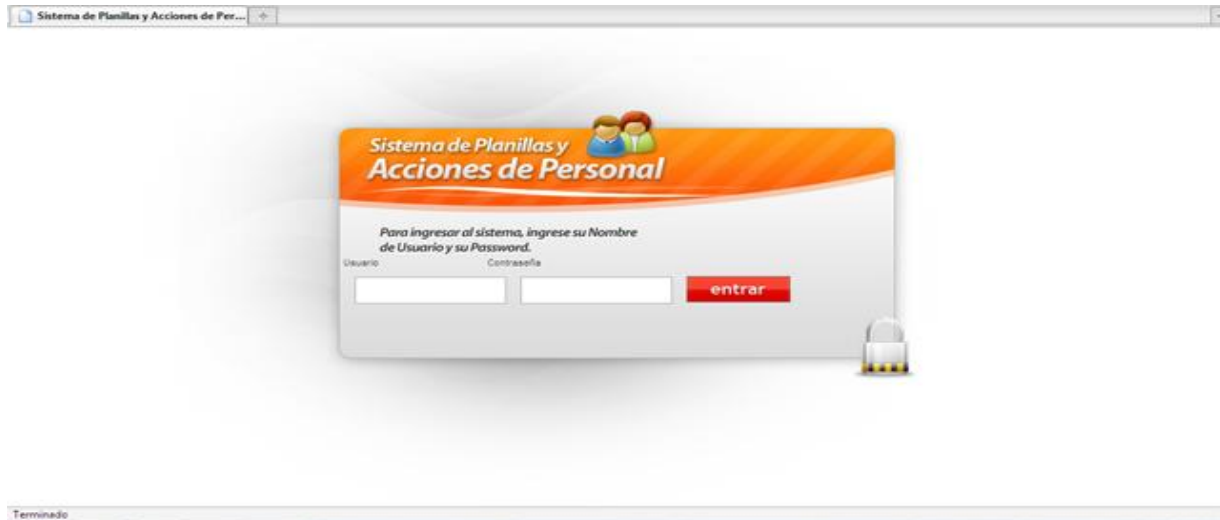 Sistema de Planillas y Acciones de Per...
Sistema de Planillas y
Acciones de Personal
Para ingresar al sistema, ingrese su Nombre
de Usuario y su Password.
Usuario Contraseña
entrar
Terminado